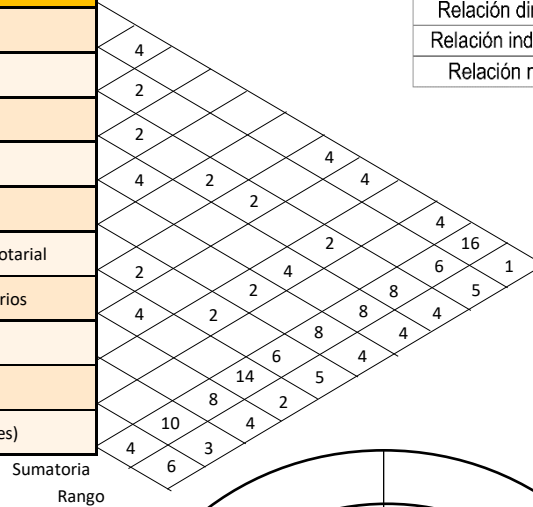 Relación di
Relación ind
Relación
4
2
2
4
4 2 4
2
4
2 16
otarial
2 4 6 1
2 8 5
rios
4 2 8 4
8 4
6 4
14 5
8 2
10 4
es)
4 3
Sumatoria 6
Rango